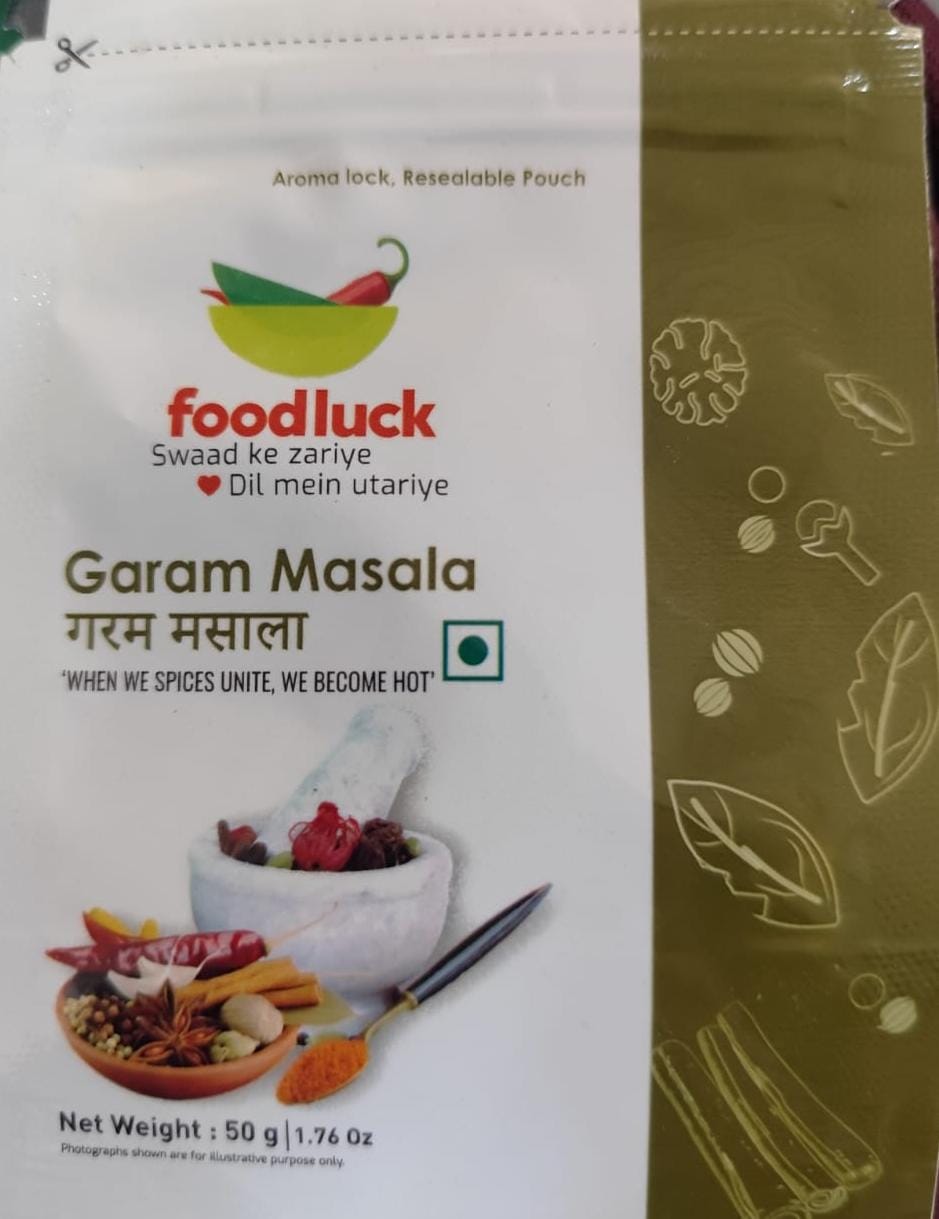 Aroma lock, Resealable Pouch
foodluck
Swaad ke zariye
Dil mein utariye
Garam Masala
गरम मसाला
‘WHEN WE SPICES UNITE, WE BECOME HOT’
Net Weight : 50 g | 1.76 Oz
Photographs shown are for illustrative purpose only.